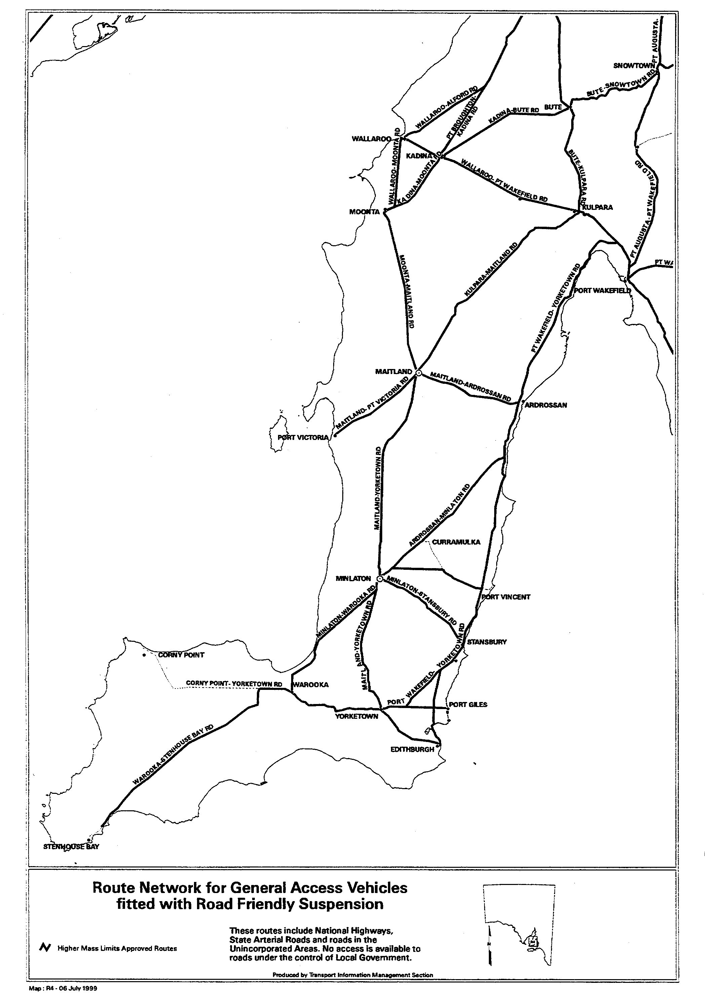 PT AUGUSTA-
SNOWTOWN
BUTE-SNOWTOWN RD
WALLAROO-ALFORD RD
PT BROUGHTON-
KADINA RD
KADINA-BUTE RD
BUTE
WALLAROO
WALLAROO-MOONTA RD
KADINA
KADINA-MOONTA RD
WALLAROO-PT WAKEFIELD RD
BUTE-KULPARA RD
PT AUGUSTA-PT WAKEFIELD RD
KULPARA
MOONTA
MOONTA-MAITLAND RD
KULPARA-MAITLAND RD
PT WAKEFIELD-YORKETOWN RD
PT WA
PORT WAKEFIELD
MAITLAND
MAITLAND-ARDROSSAN RD
MAITLAND-PT VICTORIA RD
ARDROSSAN
PORT VICTORIA
MAITLAND-YORKETOWN RD
ARDROSSAN-MINLATON RD
CURRAMULKA
MINLATON
MINLATON-STANSBURY RD
PORT VINCENT
MINLATON-WAROOKA RD
MAITLAND-YORKETOWN RD
STANSBURY
CORNY POINT
CORNY POINT-YORKETOWN RD
WAROOKA
PORT WAKEFIELD- YORKETOWN RD
PORT GILES
YORKETOWN
EDITHBURGH
WAROOKA-STENHOUSE BAY RD
STENHOUSE BAY
Route Network for General Access Vehicles
fitted with Road Friendly Suspension
Higher Mass Limits Approved Routes
These routes include National Highways,
State Arterial Roads and roads in the
Unincorporated Areas. No access is available to
roads under the control of Local Government.
N
Produced by Transport Information Management Section
Map : R4 - 06 July 1999